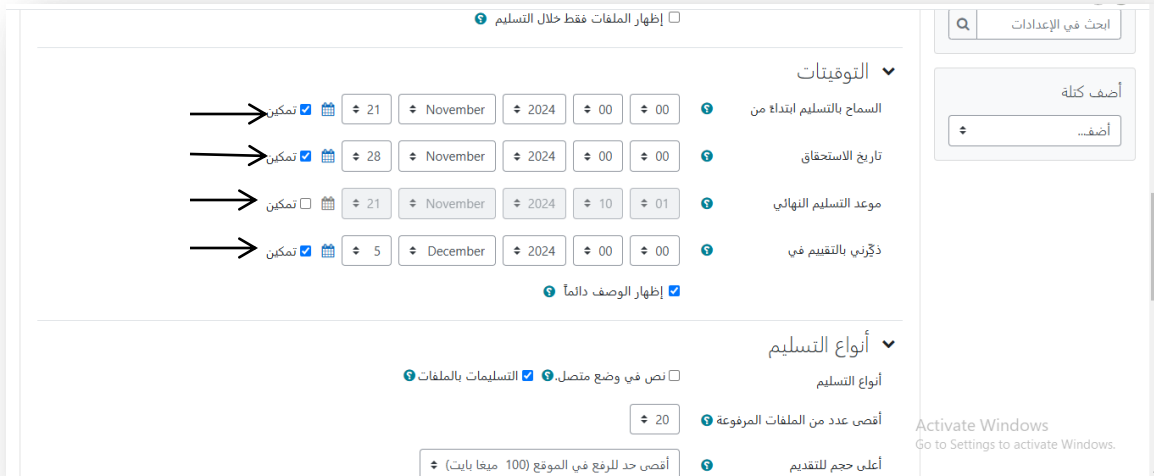 إظهار الملفات فقط خلال التسليم
ابحث في الإعدادات
أضف كتلة
أضف...
التوقيتات
السماح بالتسليم ابتداءً من 00 00 2024 November 21 تمكين
تاريخ الاستحقاق 00 00 2024 November 28 تمكين
موعد التسليم النهائي 01 10 2024 November 21 تمكين
ذكّرني بالتقييم في 00 00 2024 December 5 تمكين
إظهار الوصف دائماً
أنواع التسليم
أنواع التسليم نص في وضع متصل. التسليمات بالملفات
أقصى عدد من الملفات المرفوعة 20
أعلى حجم للتقديم أقصى حد للرفع في الموقع (100 ميغا بايت)
Activate Windows
Go to Settings to activate Windows.